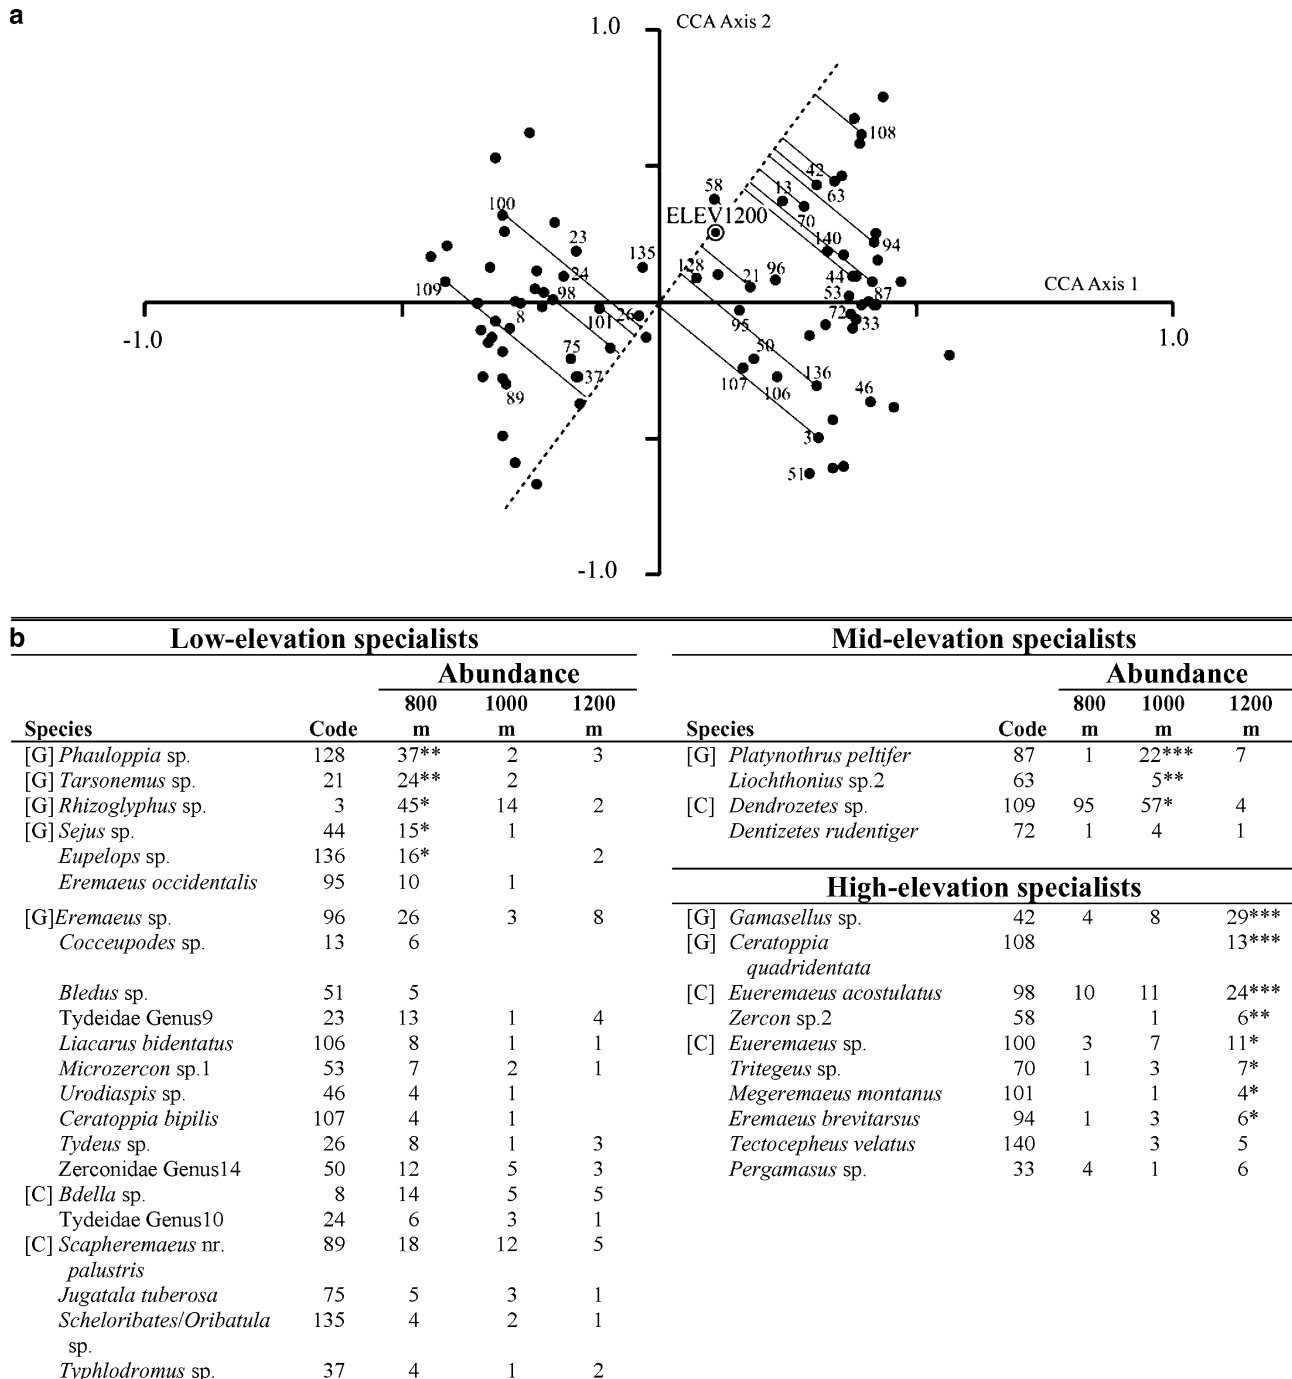 a
1.0 CCA Axis 2
108
42
58 13 63
100 ELEV1200 70
23 135 140 94
24 128 21 96 44
109 98 53 87 CCA Axis 1
8 101 26 95 72 33
-1.0 1.0
75 50
37 107 106 136 46
89
3
51
-1.0
b Low-elevation specialists Mid-elevation specialists
Abundance Abundance
800 1000 1200 800 1000 1200
Species Code m m m Species Code m m m
[G] Phauloppia sp. 128 37** 2 3 [G] Platynothrus peltifer 87 1 22*** 7
[G] Tarsonemus sp. 21 24** 2 Liochthonius sp.2 63 5**
[G] Rhizoglyphus sp. 3 45* 14 2 [C] Dendrozetes sp. 109 95 57* 4
[G] Sejus sp. 44 15* 1 Dentizetes rudentiger 72 1 4 1
Eupelops sp. 136 16* 2
Eremaeus occidentalis 95 10 1 High-elevation specialists
[G]Eremaeus sp. 96 26 3 8 [G] Gamasellus sp. 42 4 8 29***
Cocceupodes sp. 13 6 [G] Ceratoppia 108 13***
quadridentata
Bledus sp. 51 5 [C] Eueremaeus acostulatus 98 10 11 24***
Tydeidae Genus9 23 13 1 4 Zercon sp.2 58 1 6**
Liacarus bidentatus 106 8 1 1 [C] Eueremaeus sp. 100 3 7 11*
Microzercon sp.1 53 7 2 1 Tritegeus sp. 70 1 3 7*
Urodiaspis sp. 46 4 1 Megeremaeus montanus 101 1 4*
Ceratoppia bipilis 107 4 1 Eremaeus brevitarsus 94 1 3 6*
Tydeus sp. 26 8 1 3 Tectocepheus velatus 140 3 5
Zerconidae Genus14 50 12 5 3 Pergamasus sp. 33 4 1 6
[C] Bdella sp. 8 14 5 5
Tydeidae Genus10 24 6 3 1
[C] Scapheremaeus nr. 89 18 12 5
palustris
Jugatala tuberosa 75 5 3 1
Scheloribates/Oribatula 135 4 2 1
sp.
Typhlodromus sp. 37 4 1 2